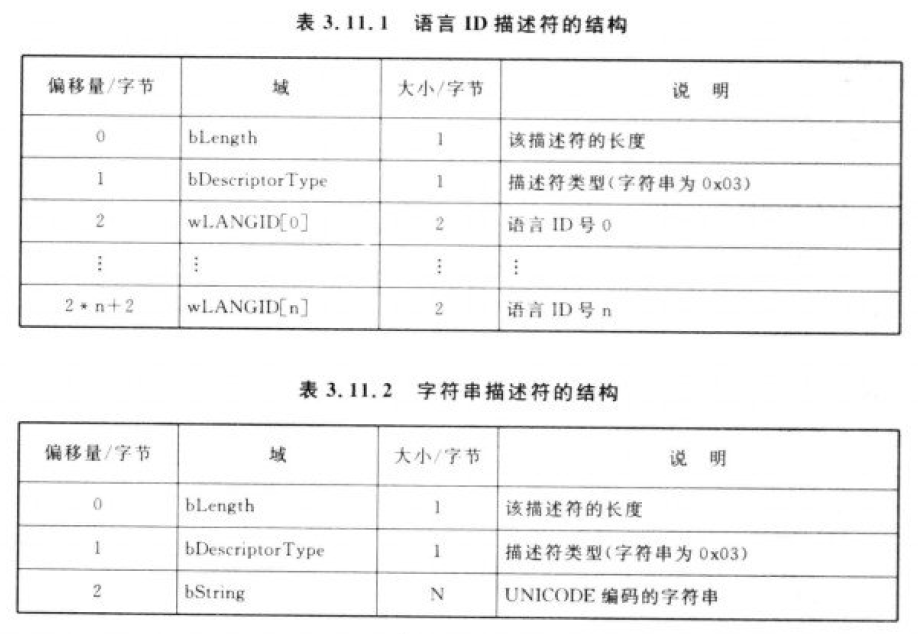 表 3.11.1 语言 ID 描述符的结构
偏移量/字节 域 大小/字节 说 明
0 bLength 1 该描述符的长度
1 bDescriptorType 1 描述符类型(字符串为 0x03)
2 wLANGID[0] 2 语言 ID 号 0
⋮ ⋮ ⋮ ⋮
2*n+2 wLANGID[n] 2 语言 ID 号 n
表 3.11.2 字符串描述符的结构
偏移量/字节 域 大小/字节 说 明
0 bLength 1 该描述符的长度
1 bDescriptorType 1 描述符类型(字符串为 0x03)
2 bString N UNICODE 编码的字符串